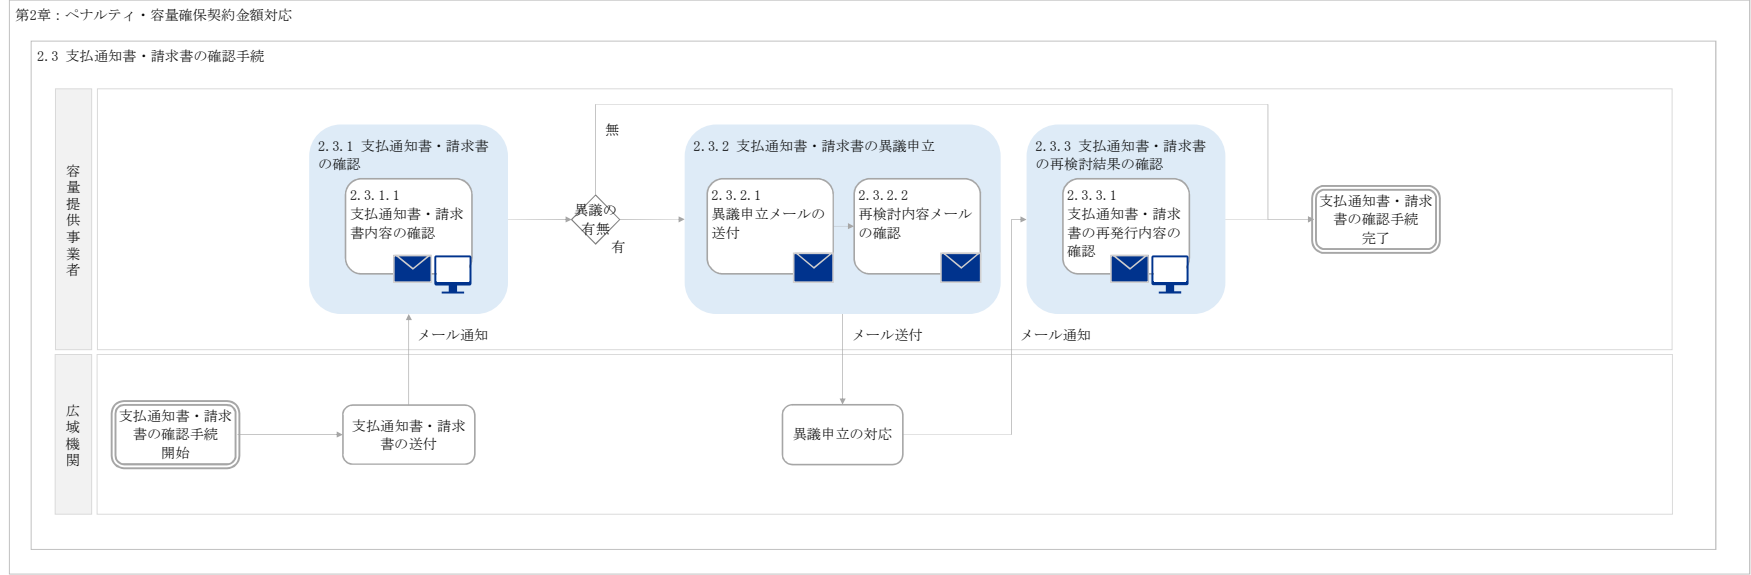 第2章：ペナルティ・容量確保契約金額対応
2.3 支払通知書・請求書の確認手続
容量提供事業者
2.3.1 支払通知書・請求書
の確認
2.3.1.1
支払通知書・請求
書内容の確認
無
異議の
有無
有
2.3.2 支払通知書・請求書の異議申立
2.3.2.1
異議申立メールの
送付
2.3.2.2
再検討内容メール
の確認
2.3.3 支払通知書・請求書
の再検討結果の確認
2.3.3.1
支払通知書・請求
書の再発行内容の
確認
支払通知書・請求
書の確認手続
完了
メール通知
メール送付
メール通知
広域機関
支払通知書・請求
書の確認手続
開始
支払通知書・請求
書の送付
異議申立の対応